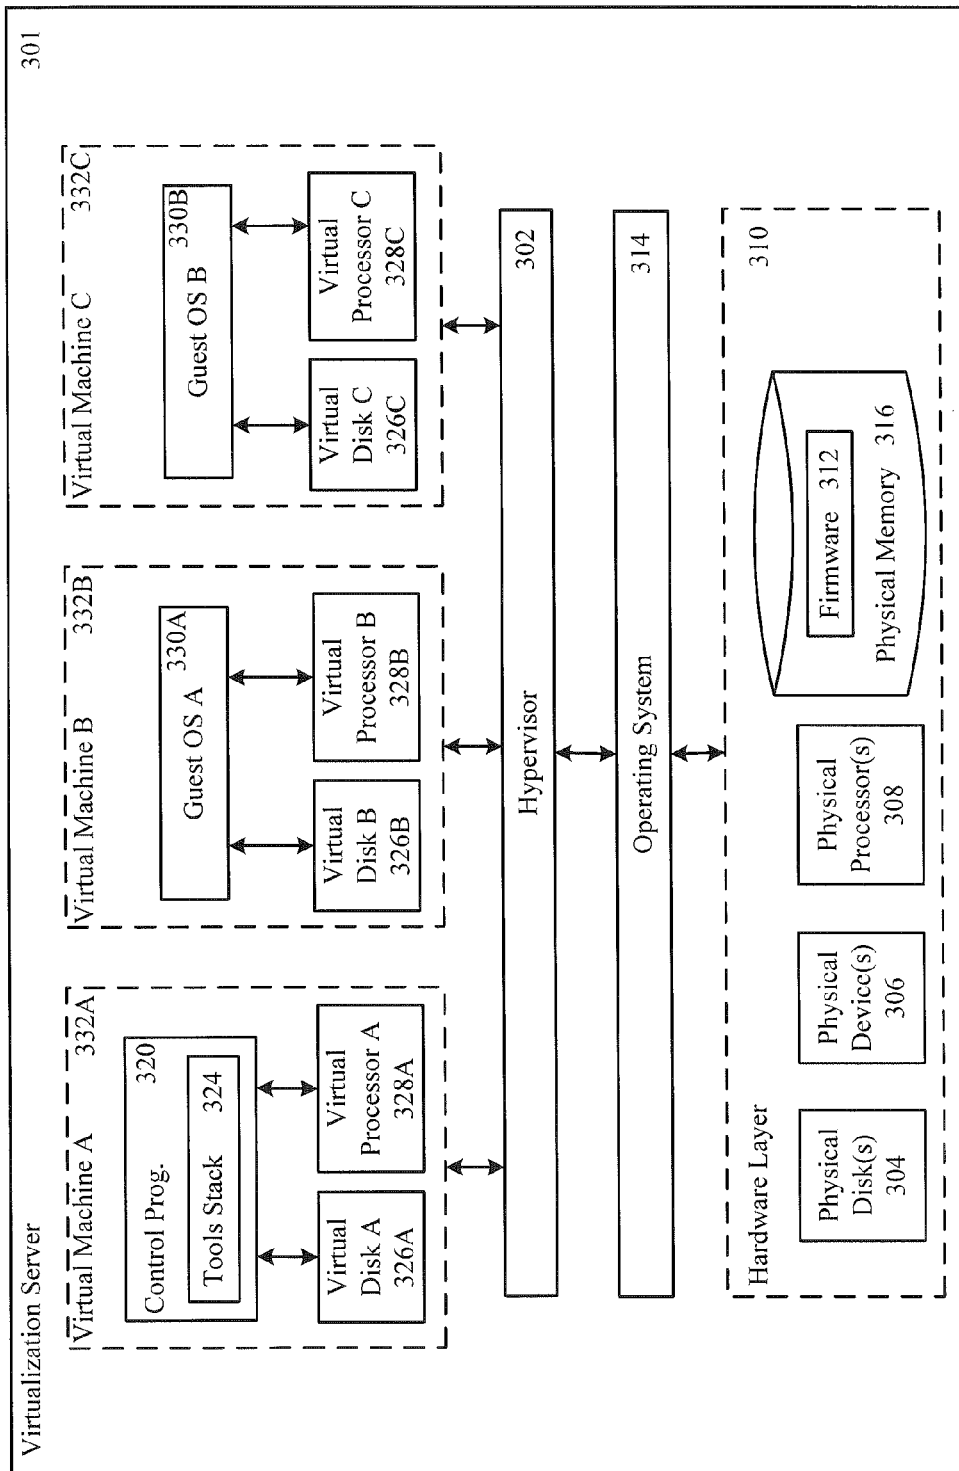 Virtualization Server
301
Virtual Machine A
332A
Control Prog.
320
Tools Stack
324
Virtual
Disk A
326A
Virtual
Processor A
328A
Virtual Machine B
332B
Guest OS A
330A
Virtual
Disk B
326B
Virtual
Processor B
328B
Virtual Machine C
332C
Guest OS B
330B
Virtual
Disk C
326C
Virtual
Processor C
328C
Hypervisor
302
Operating System
314
Hardware Layer
310
Physical
Disk(s)
304
Physical
Device(s)
306
Physical
Processor(s)
308
Firmware 312
Physical Memory 316